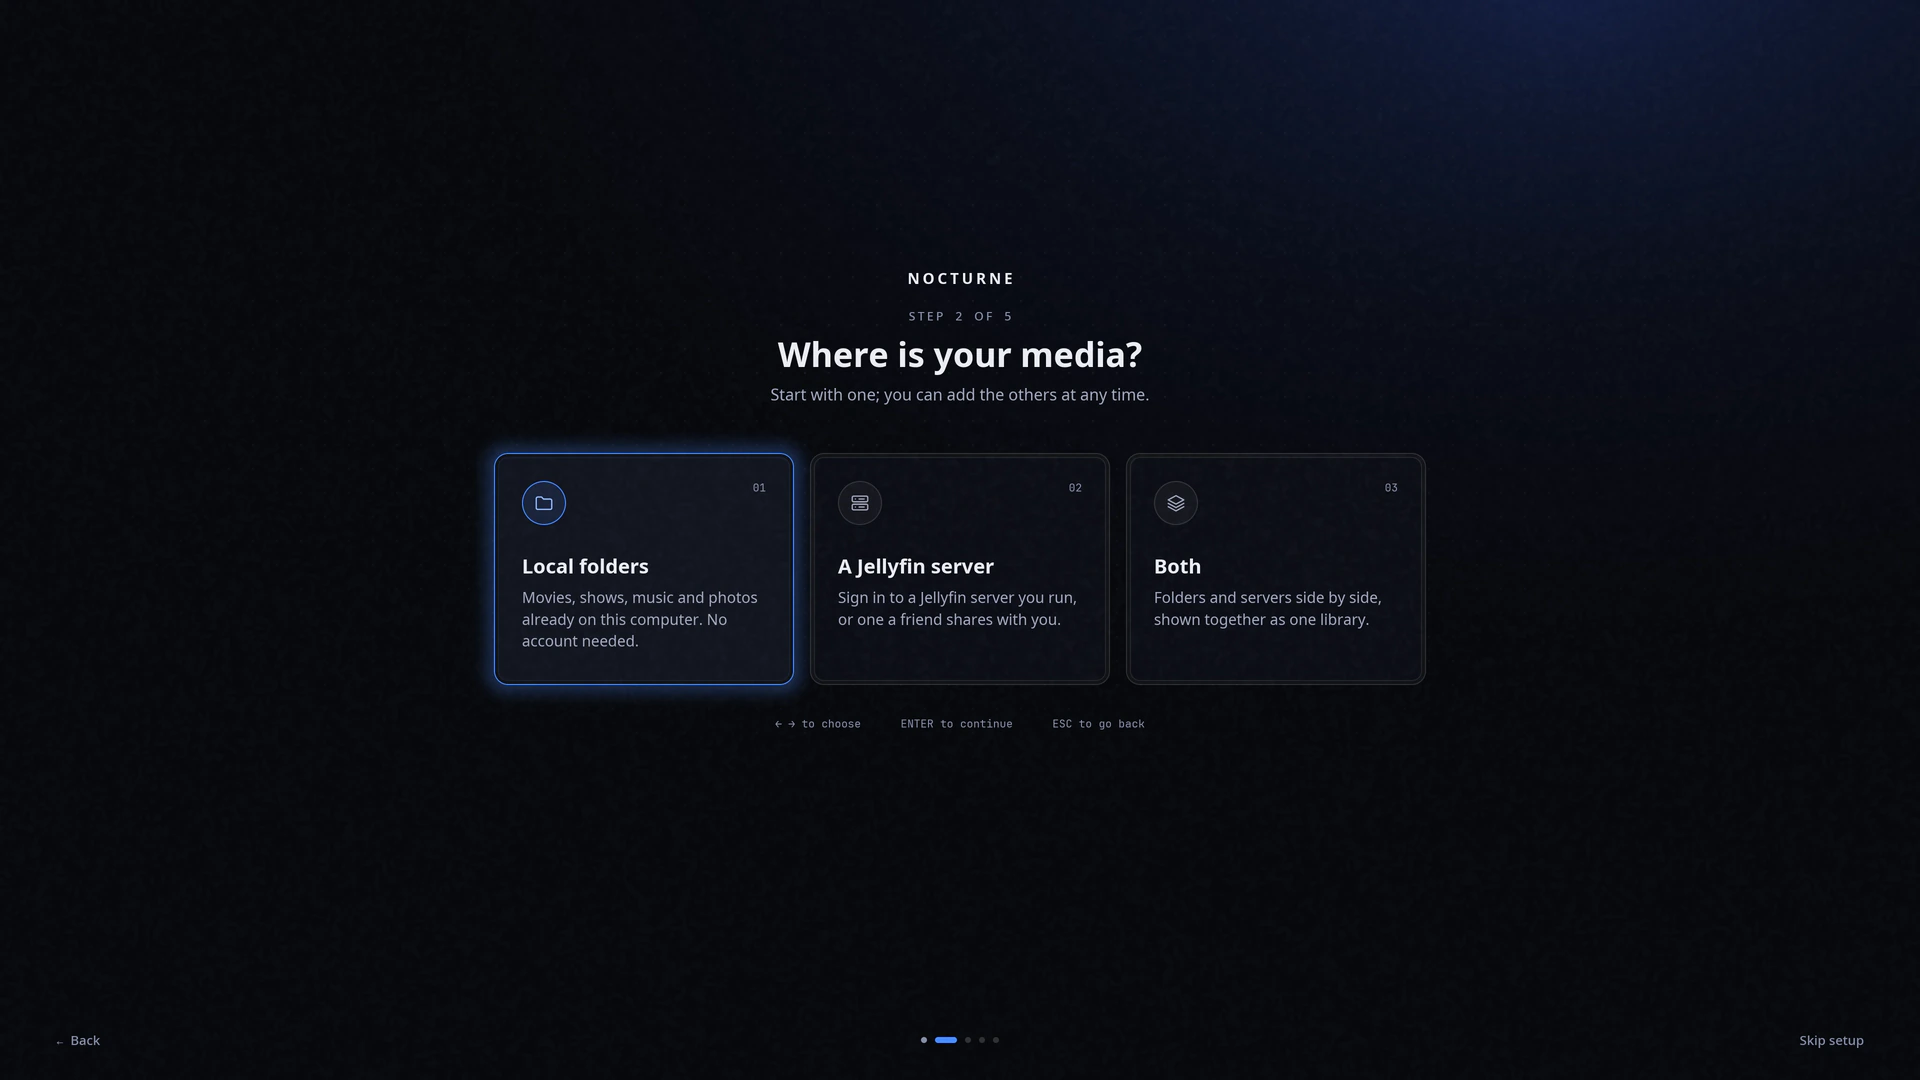 NOCTURNE
STEP 2 OF 5
Where is your media?
Start with one; you can add the others at any time.
01
Local folders
Movies, shows, music and photos
already on this computer. No
account needed.
02
A Jellyfin server
Sign in to a Jellyfin server you run,
or one a friend shares with you.
03
Both
Folders and servers side by side,
shown together as one library.
← → to choose ENTER to continue ESC to go back
← Back
Skip setup